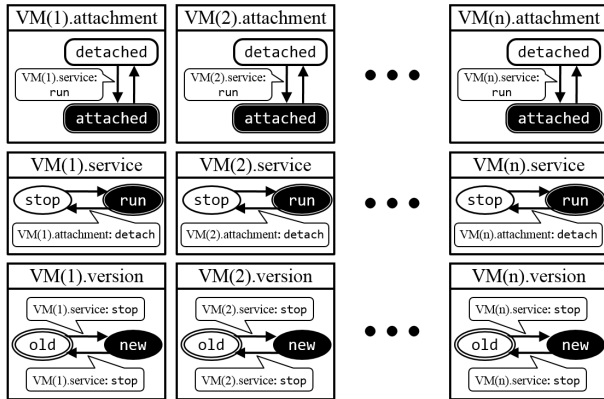 VM(1).attachment
detached
VM(1).service:
run
attached
VM(2).attachment
detached
VM(2).service:
run
attached
VM(n).attachment
detached
VM(n).service:
run
attached
VM(1).service
stop
run
VM(1).attachment: detach
VM(2).service
stop
run
VM(2).attachment: detach
VM(n).service
stop
run
VM(n).attachment: detach
VM(1).version
VM(1).service: stop
old
new
VM(1).service: stop
VM(2).version
VM(2).service: stop
old
new
VM(2).service: stop
VM(n).version
VM(n).service: stop
old
new
VM(n).service: stop